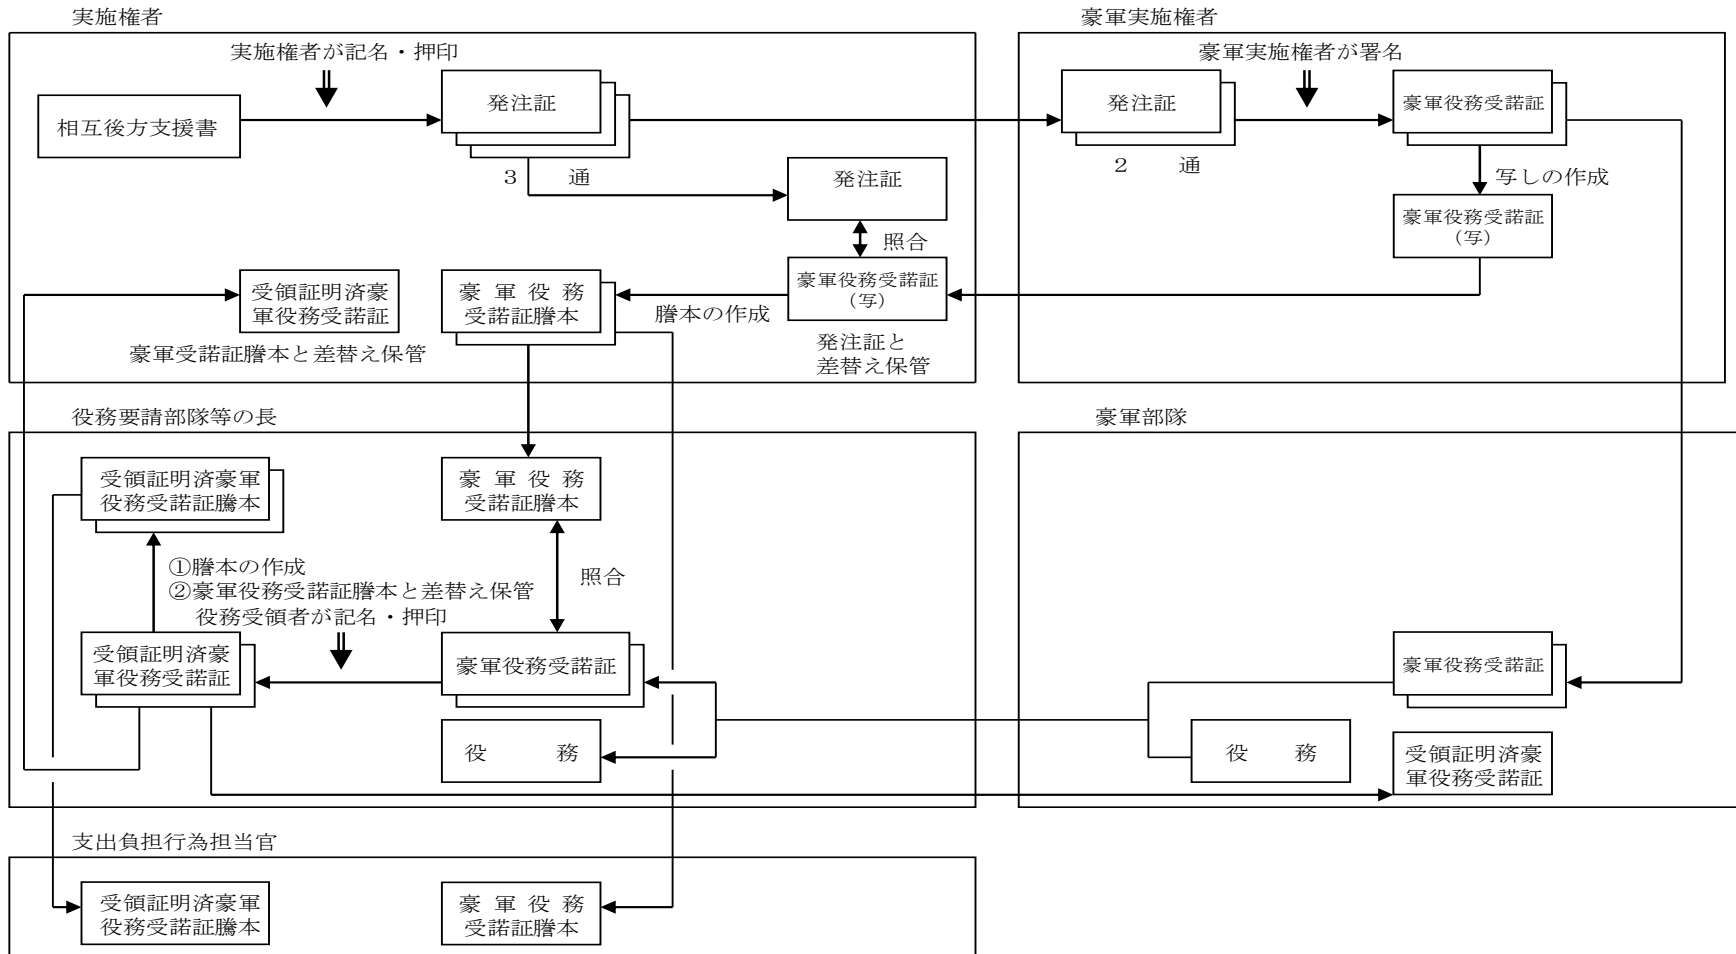 実施権者
豪軍実施権者
実施権者が記名・押印
豪軍実施権者が署名
相互後方支援書
発注証
3　　通
発注証
照合
発注証
2　　通
豪軍役務受諾証
写しの作成
豪軍役務受諾証
（写）
豪軍役務受諾証
（写）
発注証と
差替え保管
謄本の作成
豪 軍 役 務
受諾証謄本
受領証明済豪
軍役務受諾証
豪軍受諾証謄本と差替え保管
役務要請部隊等の長
豪軍部隊
受領証明済豪軍
役務受諾証騰本
豪 軍 役 務
受諾証謄本
①謄本の作成
②豪軍役務受諾証謄本と差替え保管
役務受領者が記名・押印
照合
受領証明済豪
軍役務受諾証
豪軍役務受諾証
役　　務
豪軍役務受諾証
役　　務
受領証明済豪
軍役務受諾証
支出負担行為担当官
受領証明済豪軍
役務受諾証騰本
豪 軍 役 務
受諾証謄本